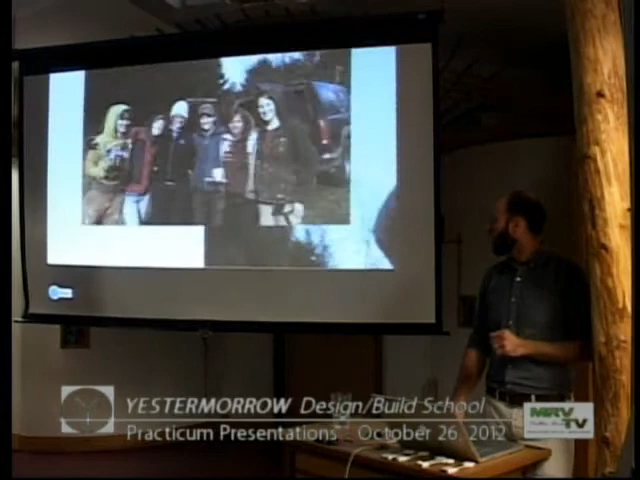 YESTERMORROW Design/Build School
Practicum Presentations October 26, 2012
MRV
TV